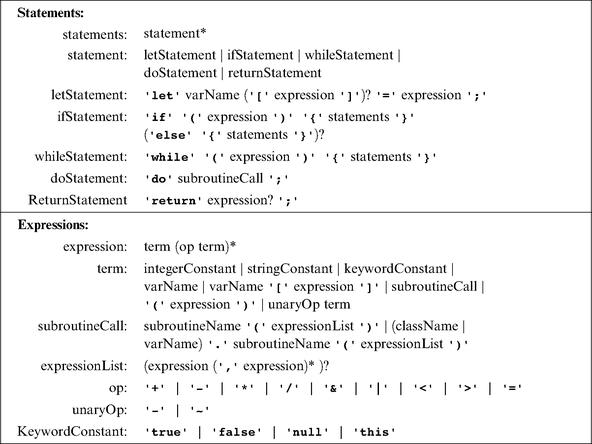 Statements:
statements: statement*
statement: letStatement | ifStatement | whileStatement |
doStatement | returnStatement
letStatement: 'let' varName ('[' expression ']')? '=' expression ';'
ifStatement: 'if' '(' expression ')' '{' statements '}'
('else' '{' statements '}')?
whileStatement: 'while' '(' expression ')' '{' statements '}'
doStatement: 'do' subroutineCall ';'
ReturnStatement 'return' expression? ';'
Expressions:
expression: term (op term)*
term: integerConstant | stringConstant | keywordConstant |
varName | varName '[' expression ']' | subroutineCall |
'(' expression ')' | unaryOp term
subroutineCall: subroutineName '(' expressionList ')' | (className |
varName) '.' subroutineName '(' expressionList ')'
expressionList: (expression (',' expression)* )?
op: '+' | '-' | '*' | '/' | '&' | '|' | '<' | '>' | '='
unaryOp: '-' | '~'
KeywordConstant: 'true' | 'false' | 'null' | 'this'